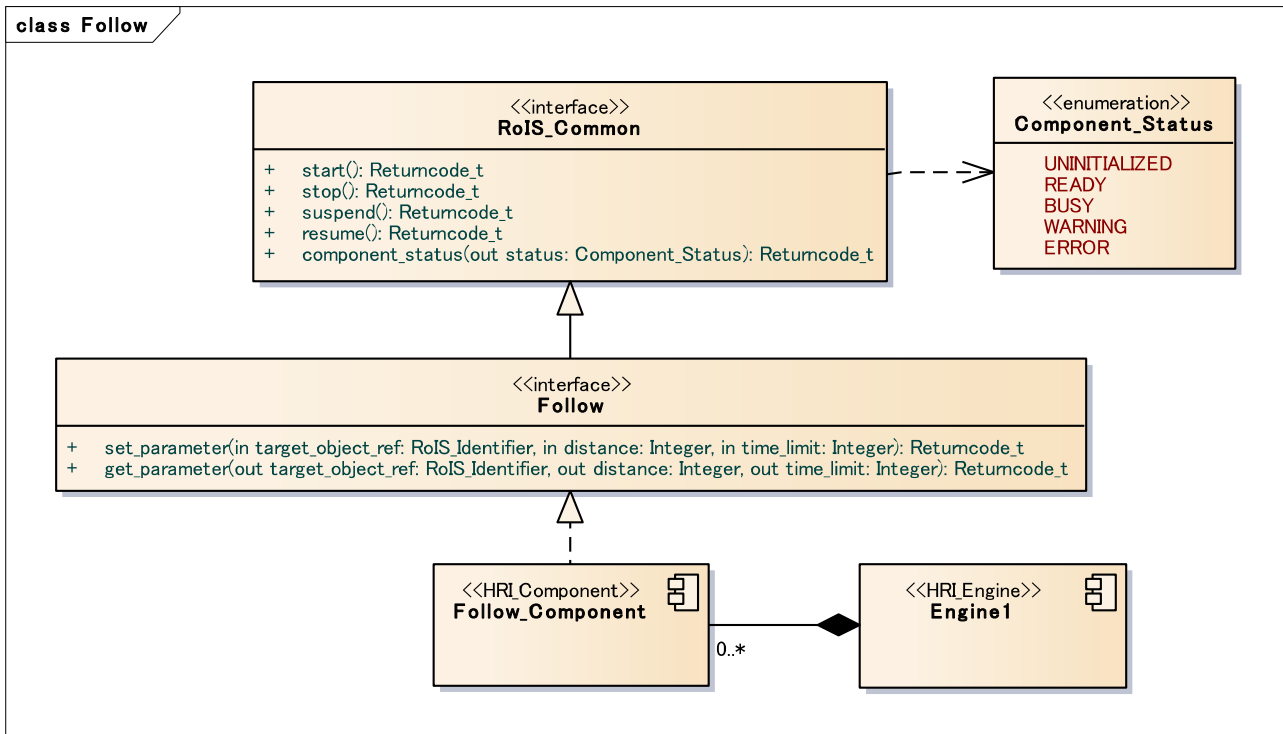 class Follow
<<interface>>
RoIS_Common
+ start(): Returncode_t
+ stop(): Returncode_t
+ suspend(): Returncode_t
+ resume(): Returncode_t
+ component_status(out status: Component_Status): Returncode_t
<<enumeration>>
Component_Status
UNINITIALIZED
READY
BUSY
WARNING
ERROR
<<interface>>
Follow
+ set_parameter(in target_object_ref: RoIS_Identifier, in distance: Integer, in time_limit: Integer): Returncode_t
+ get_parameter(out target_object_ref: RoIS_Identifier, out distance: Integer, out time_limit: Integer): Returncode_t
<<HRI_Component>>
Follow_Component
0..*
<<HRI_Engine>>
Engine1